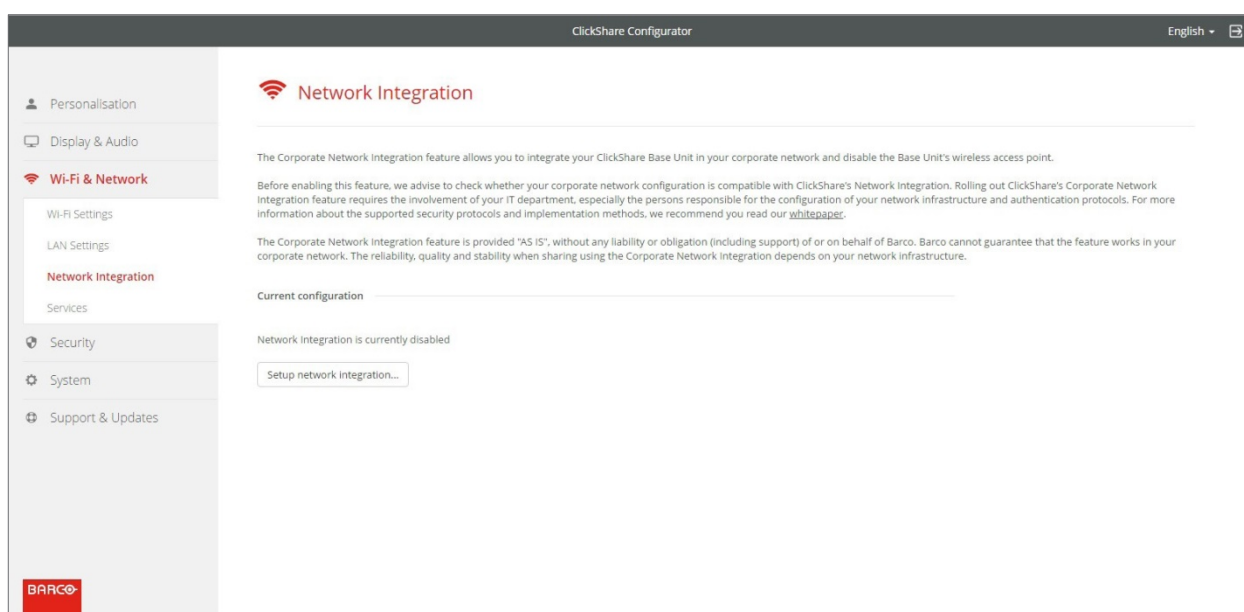 ClickShare Configurator
English
Personalisation
Display & Audio
Wi-Fi & Network
Wi-Fi Settings
LAN Settings
Network Integration
Services
Security
System
Support & Updates
BARCO
Network Integration
The Corporate Network Integration feature allows you to integrate your ClickShare Base Unit in your corporate network and disable the Base Unit's wireless access point.
Before enabling this feature, we advise to check whether your corporate network configuration is compatible with ClickShare's Network Integration. Rolling out ClickShare's Corporate Network
Integration feature requires the involvement of your IT department, especially the persons responsible for the configuration of your network infrastructure and authentication protocols. For more
information about the supported security protocols and implementation methods, we recommend you read our whitepaper.
The Corporate Network Integration feature is provided "AS IS", without any liability or obligation (including support) of or on behalf of Barco. Barco cannot guarantee that the feature works in your
corporate network. The reliability, quality and stability when sharing using the Corporate Network Integration depends on your network infrastructure.
Current configuration
Network Integration is currently disabled
Setup network integration...